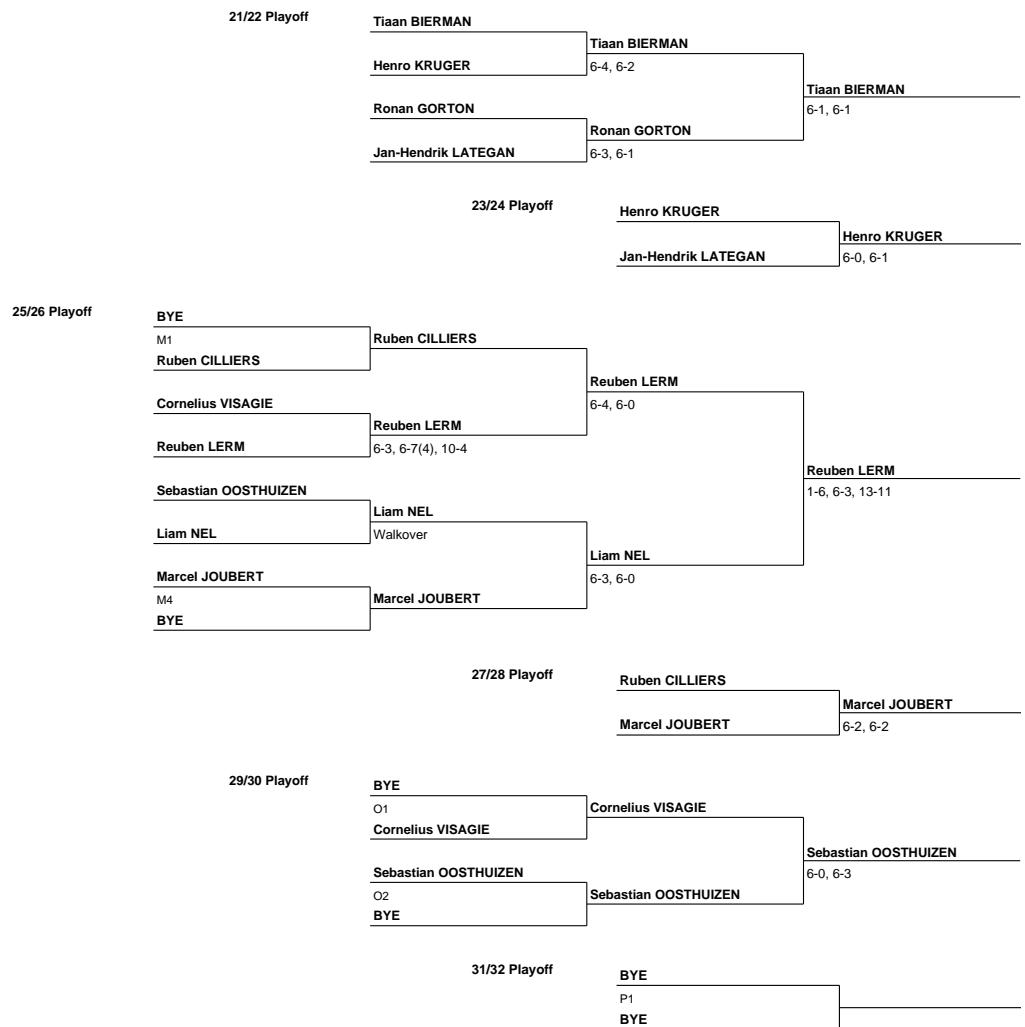 21/22 Playoff
Tiaan BIERMAN
Henro KRUGER
Tiaan BIERMAN
6-4, 6-2
Ronan GORTON
Jan-Hendrik LATEGAN
Ronan GORTON
6-3, 6-1
Tiaan BIERMAN
6-1, 6-1
23/24 Playoff
Henro KRUGER
Jan-Hendrik LATEGAN
Henro KRUGER
6-0, 6-1
25/26 Playoff
BYE
M1
Ruben CILLIERS
Ruben CILLIERS
Cornelius VISAGIE
Reuben LERM
Reuben LERM
6-3, 6-7(4), 10-4
Reuben LERM
6-4, 6-0
Sebastian OOSTHUIZEN
Liam NEL
Liam NEL
Walkover
Marcel JOUBERT
M4
BYE
Marcel JOUBERT
Liam NEL
6-3, 6-0
Reuben LERM
1-6, 6-3, 13-11
27/28 Playoff
Ruben CILLIERS
Marcel JOUBERT
Marcel JOUBERT
6-2, 6-2
29/30 Playoff
BYE
O1
Cornelius VISAGIE
Cornelius VISAGIE
Sebastian OOSTHUIZEN
O2
BYE
Sebastian OOSTHUIZEN
Sebastian OOSTHUIZEN
6-0, 6-3
31/32 Playoff
BYE
P1
BYE